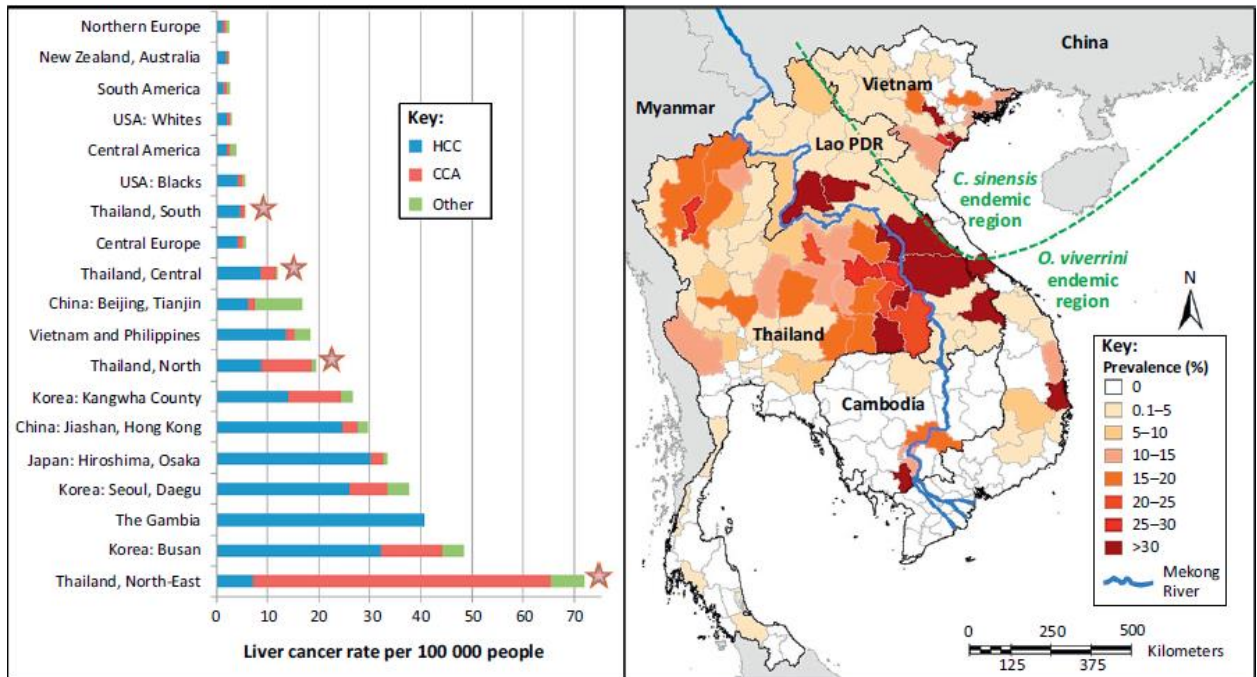 Northern Europe
New Zealand, Australia
South America
USA: Whites
Central America
USA: Blacks
Thailand, South
Central Europe
Thailand, Central
China: Beijing, Tianjin
Vietnam and Philippines
Thailand, North
Korea: Kangwha County
China: Jiashan, Hong Kong
Japan: Hiroshima, Osaka
Korea: Seoul, Daegu
The Gambia
Korea: Busan
Thailand, North-East
0 10 20 30 40 50 60 70
Liver cancer rate per 100 000 people
Key:
HCC
CCA
Other
China
Vietnam
Myanmar
Lao PDR
C. sinensis
endemic
region
O. viverrini
endemic
region
N
Thailand
Cambodia
Key:
Prevalence (%)
0
0.1–5
5–10
10–15
15–20
20–25
25–30
>30
Mekong
River
0 250 500
Kilometers
125 375